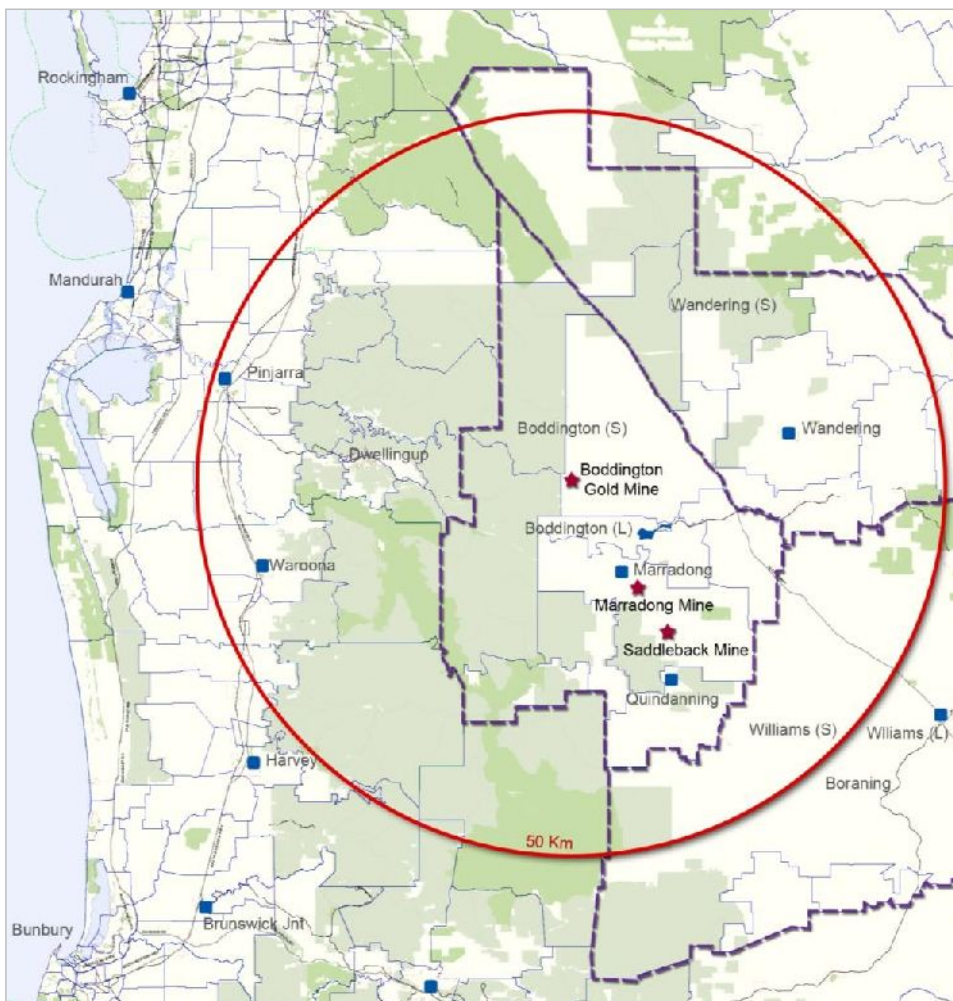 Rockingham
Mandurah
Wandering (S)
Pinjarra
Boddington (S)
Wandering
Dwellingup
Boddington
Gold Mine
Boddington (L)
Waroona
Marradong
Marradong Mine
Saddleback Mine
Quindanning
Williams (S)
Williams (L)
Harvey
Boraning
50 Km
Brunswick Jnt
Bunbury